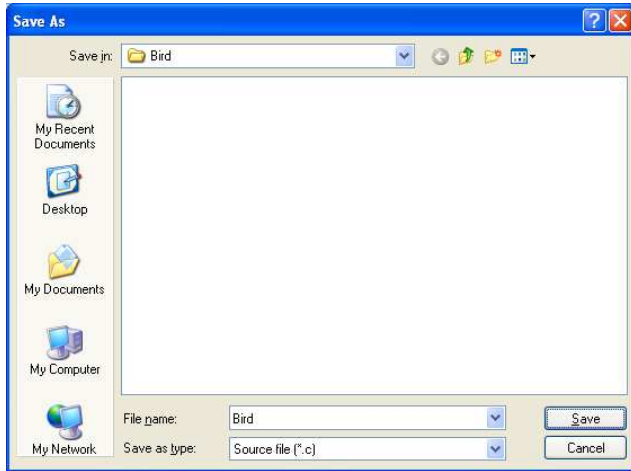 Save As
Save in:
Bird
My Recent
Documents
Desktop
My Documents
My Computer
My Network
File name:
Bird
Save
Save as type:
Source file (*.c)
Cancel